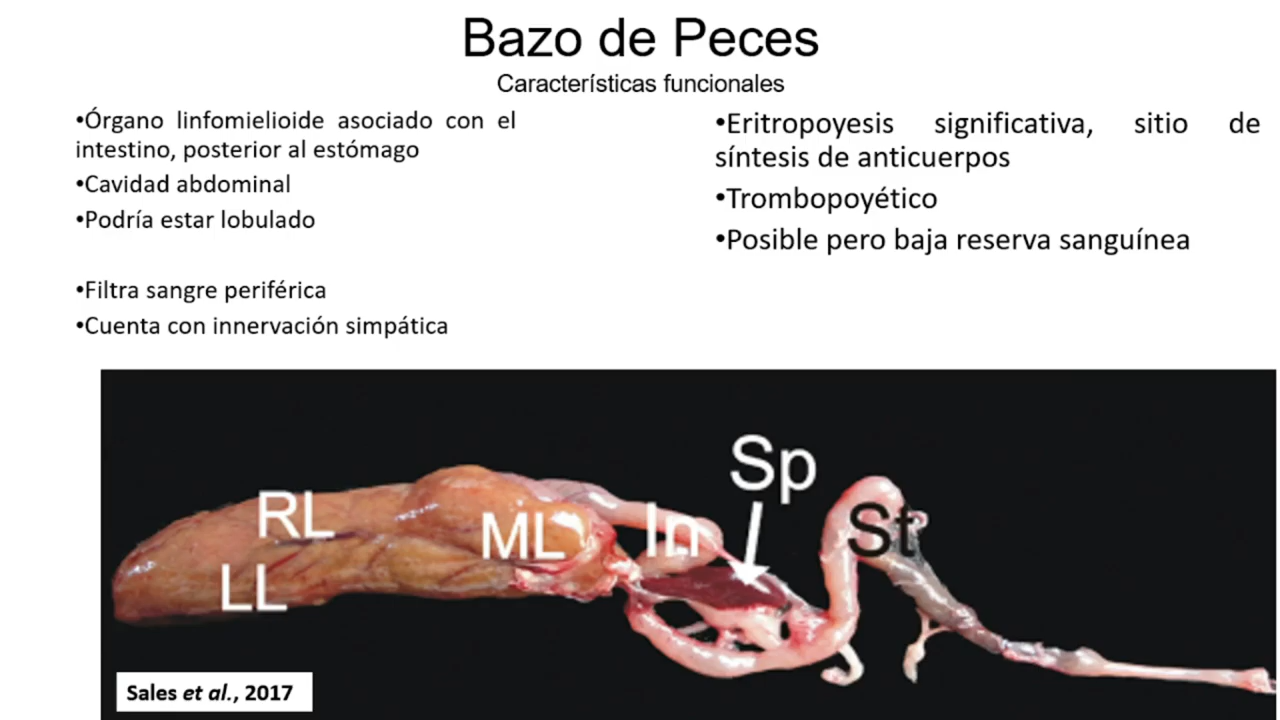 Bazo de Peces
Características funcionales
•Órgano linfomielioide asociado con el
intestino, posterior al estómago
•Cavidad abdominal
•Podría estar lobulado
•Filtra sangre periférica
•Cuenta con innervación simpática
•Eritropoyesis significativa, sitio de
síntesis de anticuerpos
•Trombopoyético
•Posible pero baja reserva sanguínea
Sp
RL
ML
In
St
LL
Sales et al., 2017